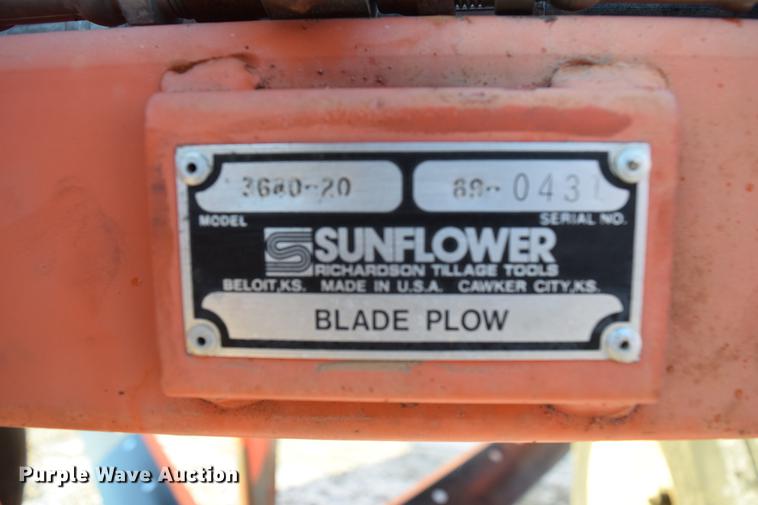 3680-20 89-0431
MODEL SERIAL NO.
SUNFLOWER
RICHARDSON TILLAGE TOOLS
BELOIT,KS. MADE IN U.S.A. CAWKER CITY,KS.
BLADE PLOW
Purple Wave Auction